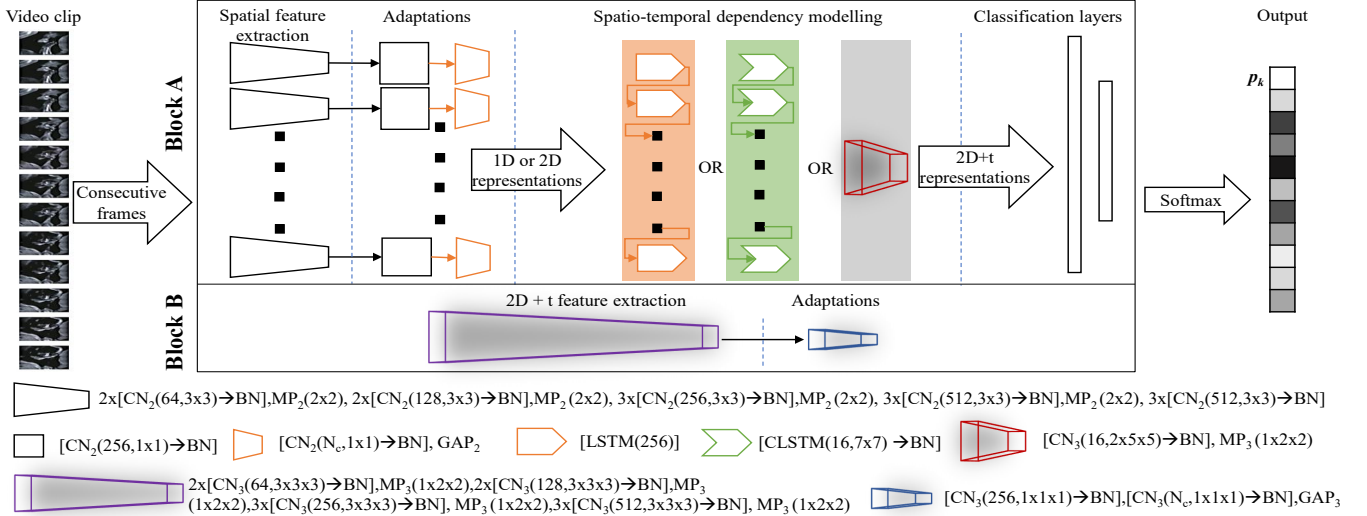 Video clip
Spatial feature extraction
Adaptations
Spatio-temporal dependency modelling
Classification layers
Output
Block A
p_k
Consecutive frames
1D or 2D representations
OR
OR
2D+t representations
Softmax
Block B
2D + t feature extraction
Adaptations
2x[CN₂(64,3x3)→BN],MP₂(2x2), 2x[CN₂(128,3x3)→BN],MP₂(2x2), 3x[CN₂(256,3x3)→BN],MP₂(2x2), 3x[CN₂(512,3x3)→BN],MP₂(2x2), 3x[CN₂(512,3x3)→BN]
[CN₂(256,1x1)→BN]
[CN₂(N_c,1x1)→BN], GAP₂
[LSTM(256)]
[CLSTM(16,7x7) →BN]
[CN₃(16,2x5x5)→BN], MP₃(1x2x2)
2x[CN₃(64,3x3x3)→BN],MP₃(1x2x2),2x[CN₃(128,3x3x3)→BN],MP₃
(1x2x2),3x[CN₃(256,3x3x3)→BN], MP₃(1x2x2),3x[CN₃(512,3x3x3)→BN], MP₃(1x2x2)
[CN₃(256,1x1x1)→BN],[CN₃(N_c,1x1x1)→BN],GAP₃